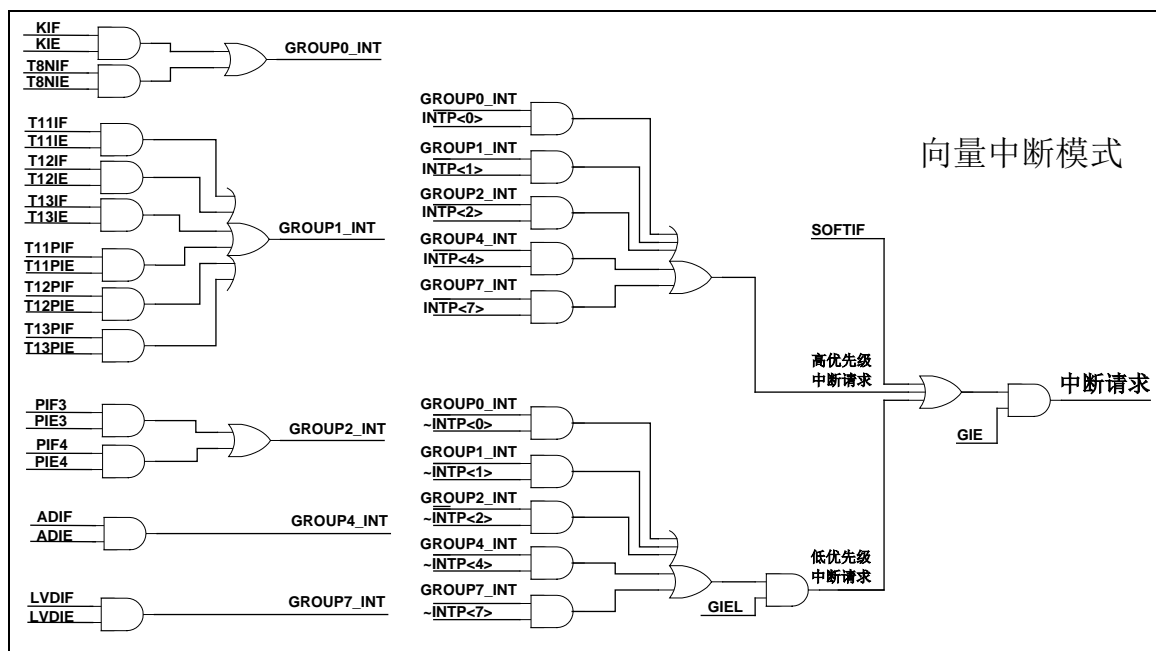 KIF
KIE
T8NIF
T8NIE
GROUP0_INT
T11IF
T11IE
T12IF
T12IE
T13IF
T13IE
T11PIF
T11PIE
T12PIF
T12PIE
T13PIF
T13PIE
GROUP1_INT
PIF3
PIE3
PIF4
PIE4
GROUP2_INT
ADIF
ADIE
GROUP4_INT
LVDIF
LVDIE
GROUP7_INT
GROUP0_INT
INTP<0>
GROUP1_INT
INTP<1>
GROUP2_INT
INTP<2>
GROUP4_INT
INTP<4>
GROUP7_INT
INTP<7>
GROUP0_INT
~INTP<0>
GROUP1_INT
~INTP<1>
GROUP2_INT
~INTP<2>
GROUP4_INT
~INTP<4>
GROUP7_INT
~INTP<7>
GIEL
向量中断模式
SOFTIF
高优先级
中断请求
低优先级
中断请求
GIE
中断请求